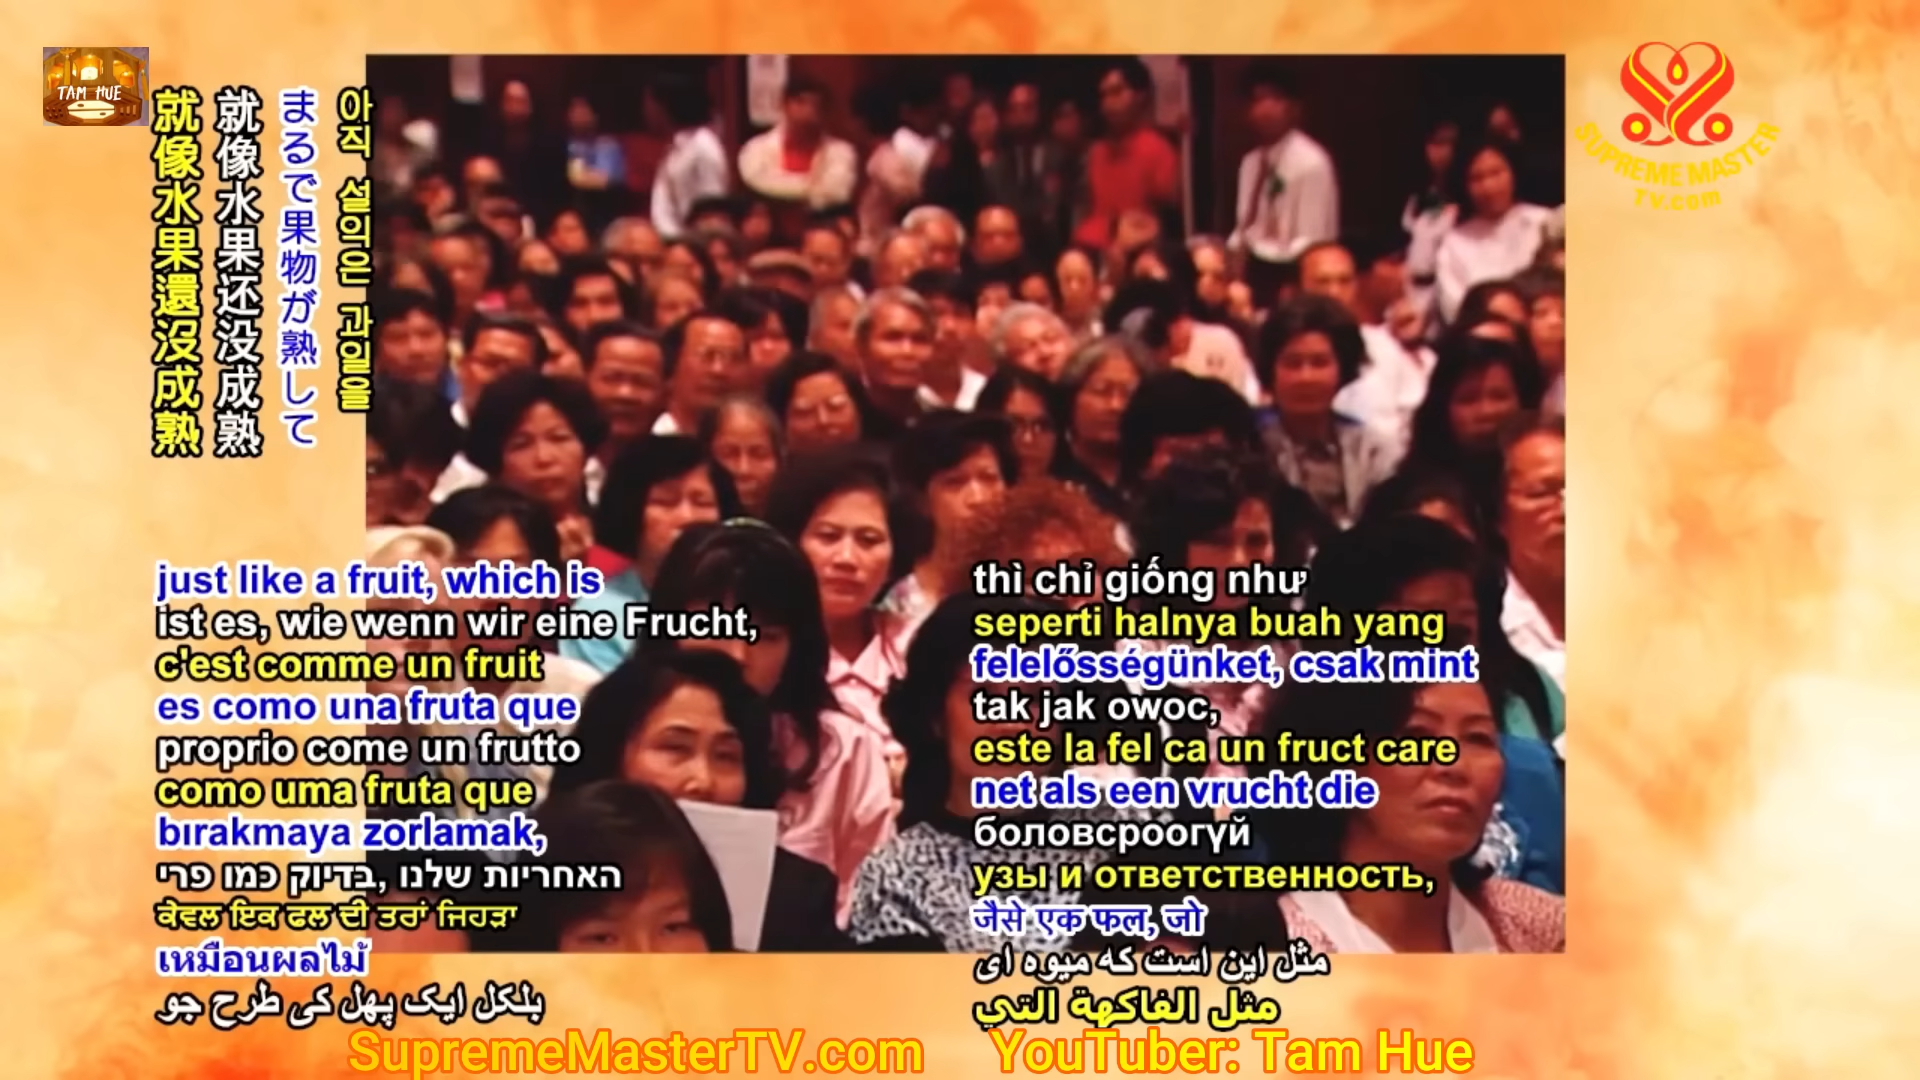 TAM HUE
SUPREME MASTER
TV.com
就像水果還沒成熟
就像水果还没成熟
まるで果物が熟して
아직 설익은 과일을
just like a fruit, which is
ist es, wie wenn wir eine Frucht,
c'est comme un fruit
es como una fruta que
proprio come un frutto
como uma fruta que
bırakmaya zorlamak,
האחריות שלנו, בדיוק כמו פרי
ਕੇਵਲ ਇਕ ਫਲ ਦੀ ਤਰਾਂ ਜਿਹੜਾ
เหมือนผลไม้
بلکل ایک پھل کی طرح جو
thì chỉ giống như
seperti halnya buah yang
felelősségünket, csak mint
tak jak owoc,
este la fel ca un fruct care
net als een vrucht die
боловсроогүй
узы и ответственность,
जैसे एक फल, जो
مثل این است که میوه ای
مثل الفاكهة التي
SupremeMasterTV.com
YouTuber: Tam Hue